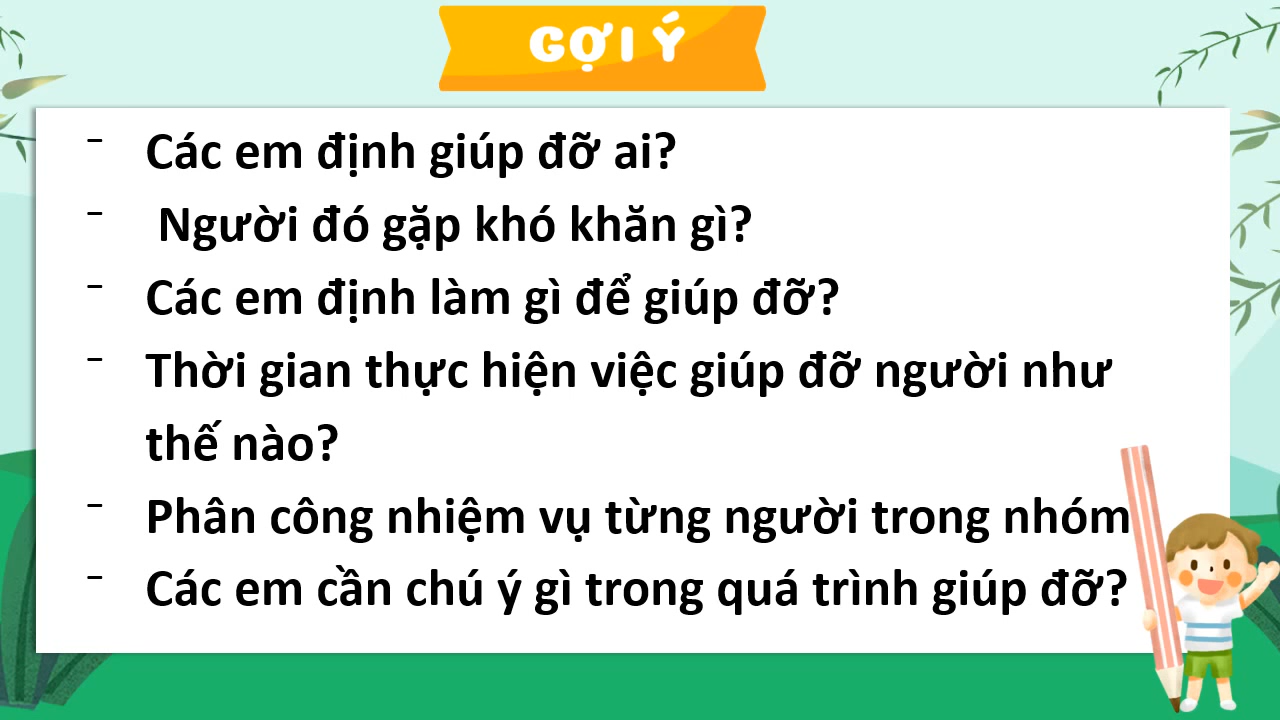 GỢI Ý
- Các em định giúp đỡ ai?
- Người đó gặp khó khăn gì?
- Các em định làm gì để giúp đỡ?
- Thời gian thực hiện việc giúp đỡ người như
thế nào?
- Phân công nhiệm vụ từng người trong nhóm
- Các em cần chú ý gì trong quá trình giúp đỡ?